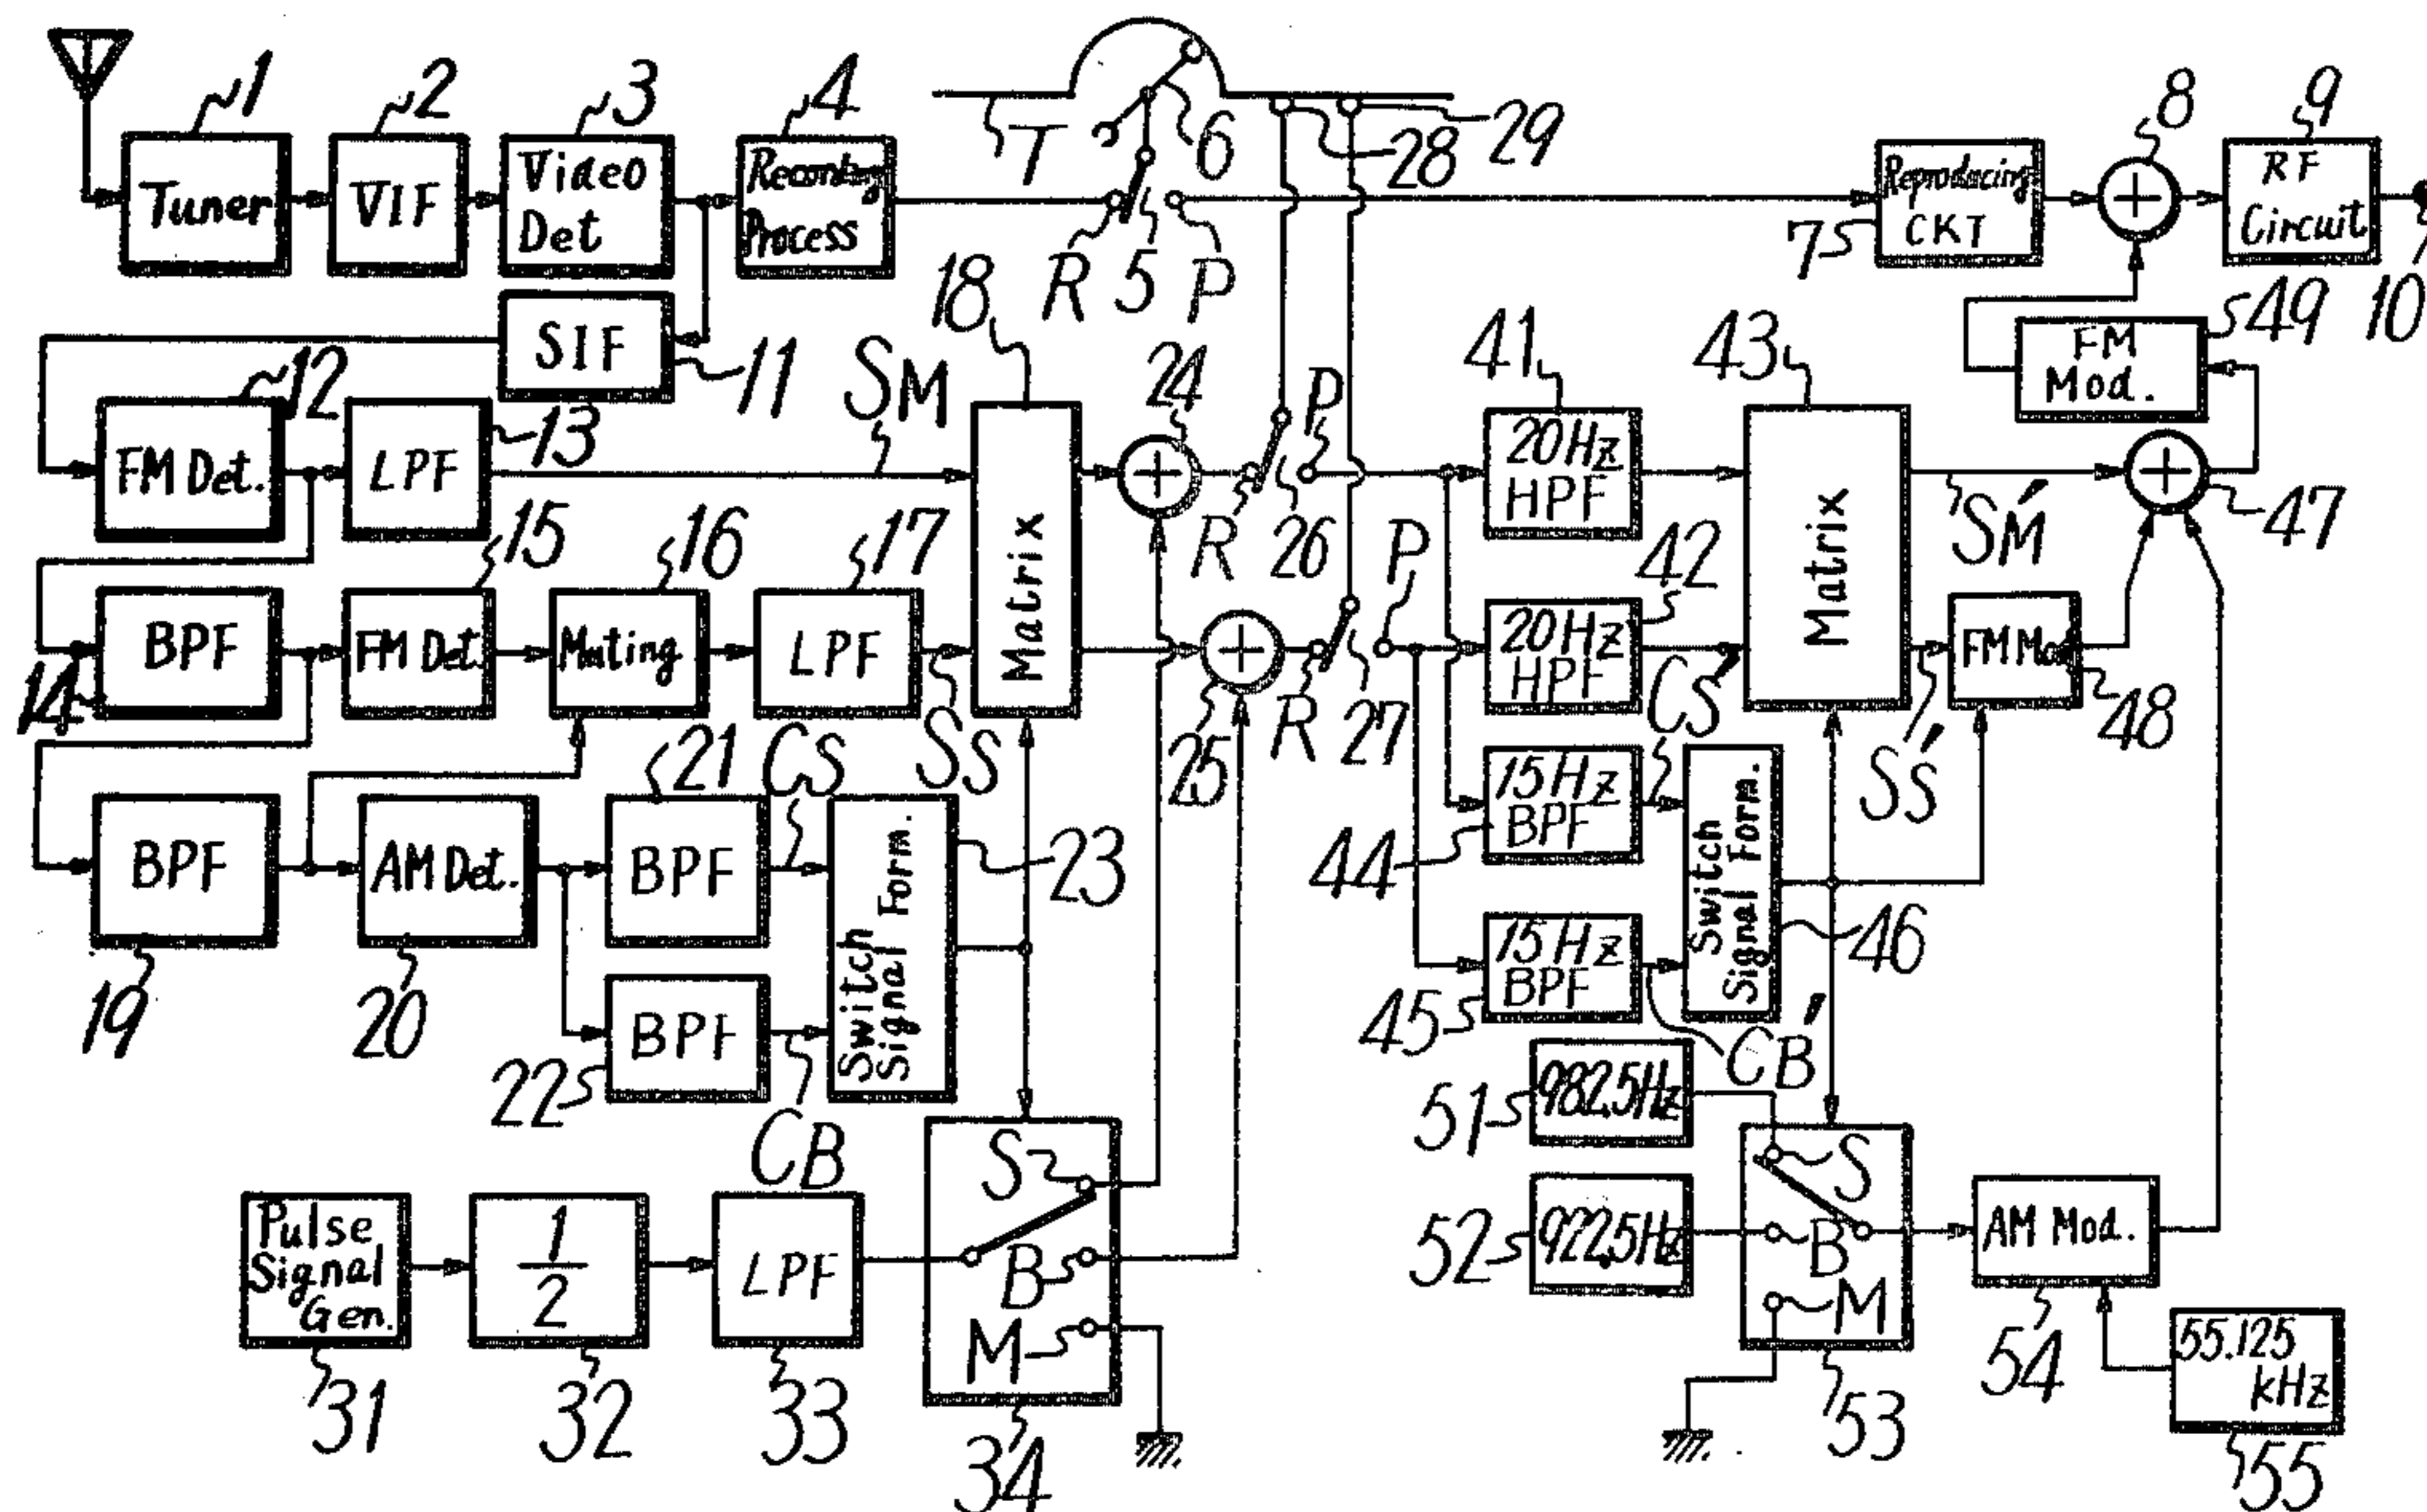 1
2
3
4
T
6
28
29
8
9
Tuner
VIF
Video
Det
Recording
Process
R
5
P
7
Reproducing
CKT
RF
Circuit
10
SIF
11
SM
18
24
P
41
43
49
FM
Mod.
12
13
FM Det.
LPF
R
26
20Hz
HPF
SM'
47
15
16
17
Matrix
P
42
Matrix
14
BPF
FM Det.
Muting
LPF
SS
25
R
27
20Hz
HPF
CS'
SS'
FM Mod
48
21
CS
BPF
AM Det.
BPF
23
44
15Hz
BPF
19
20
22
BPF
CB
Switch
Signal Form.
45
15Hz
BPF
Switch
Signal Form.
46
CB'
51
982.5Hz
52
922.5Hz
S
B
M
Pulse
Signal
Gen.
1
2
LPF
S
B
M
AM Mod.
31
32
33
34
53
54
55.125
kHz
55